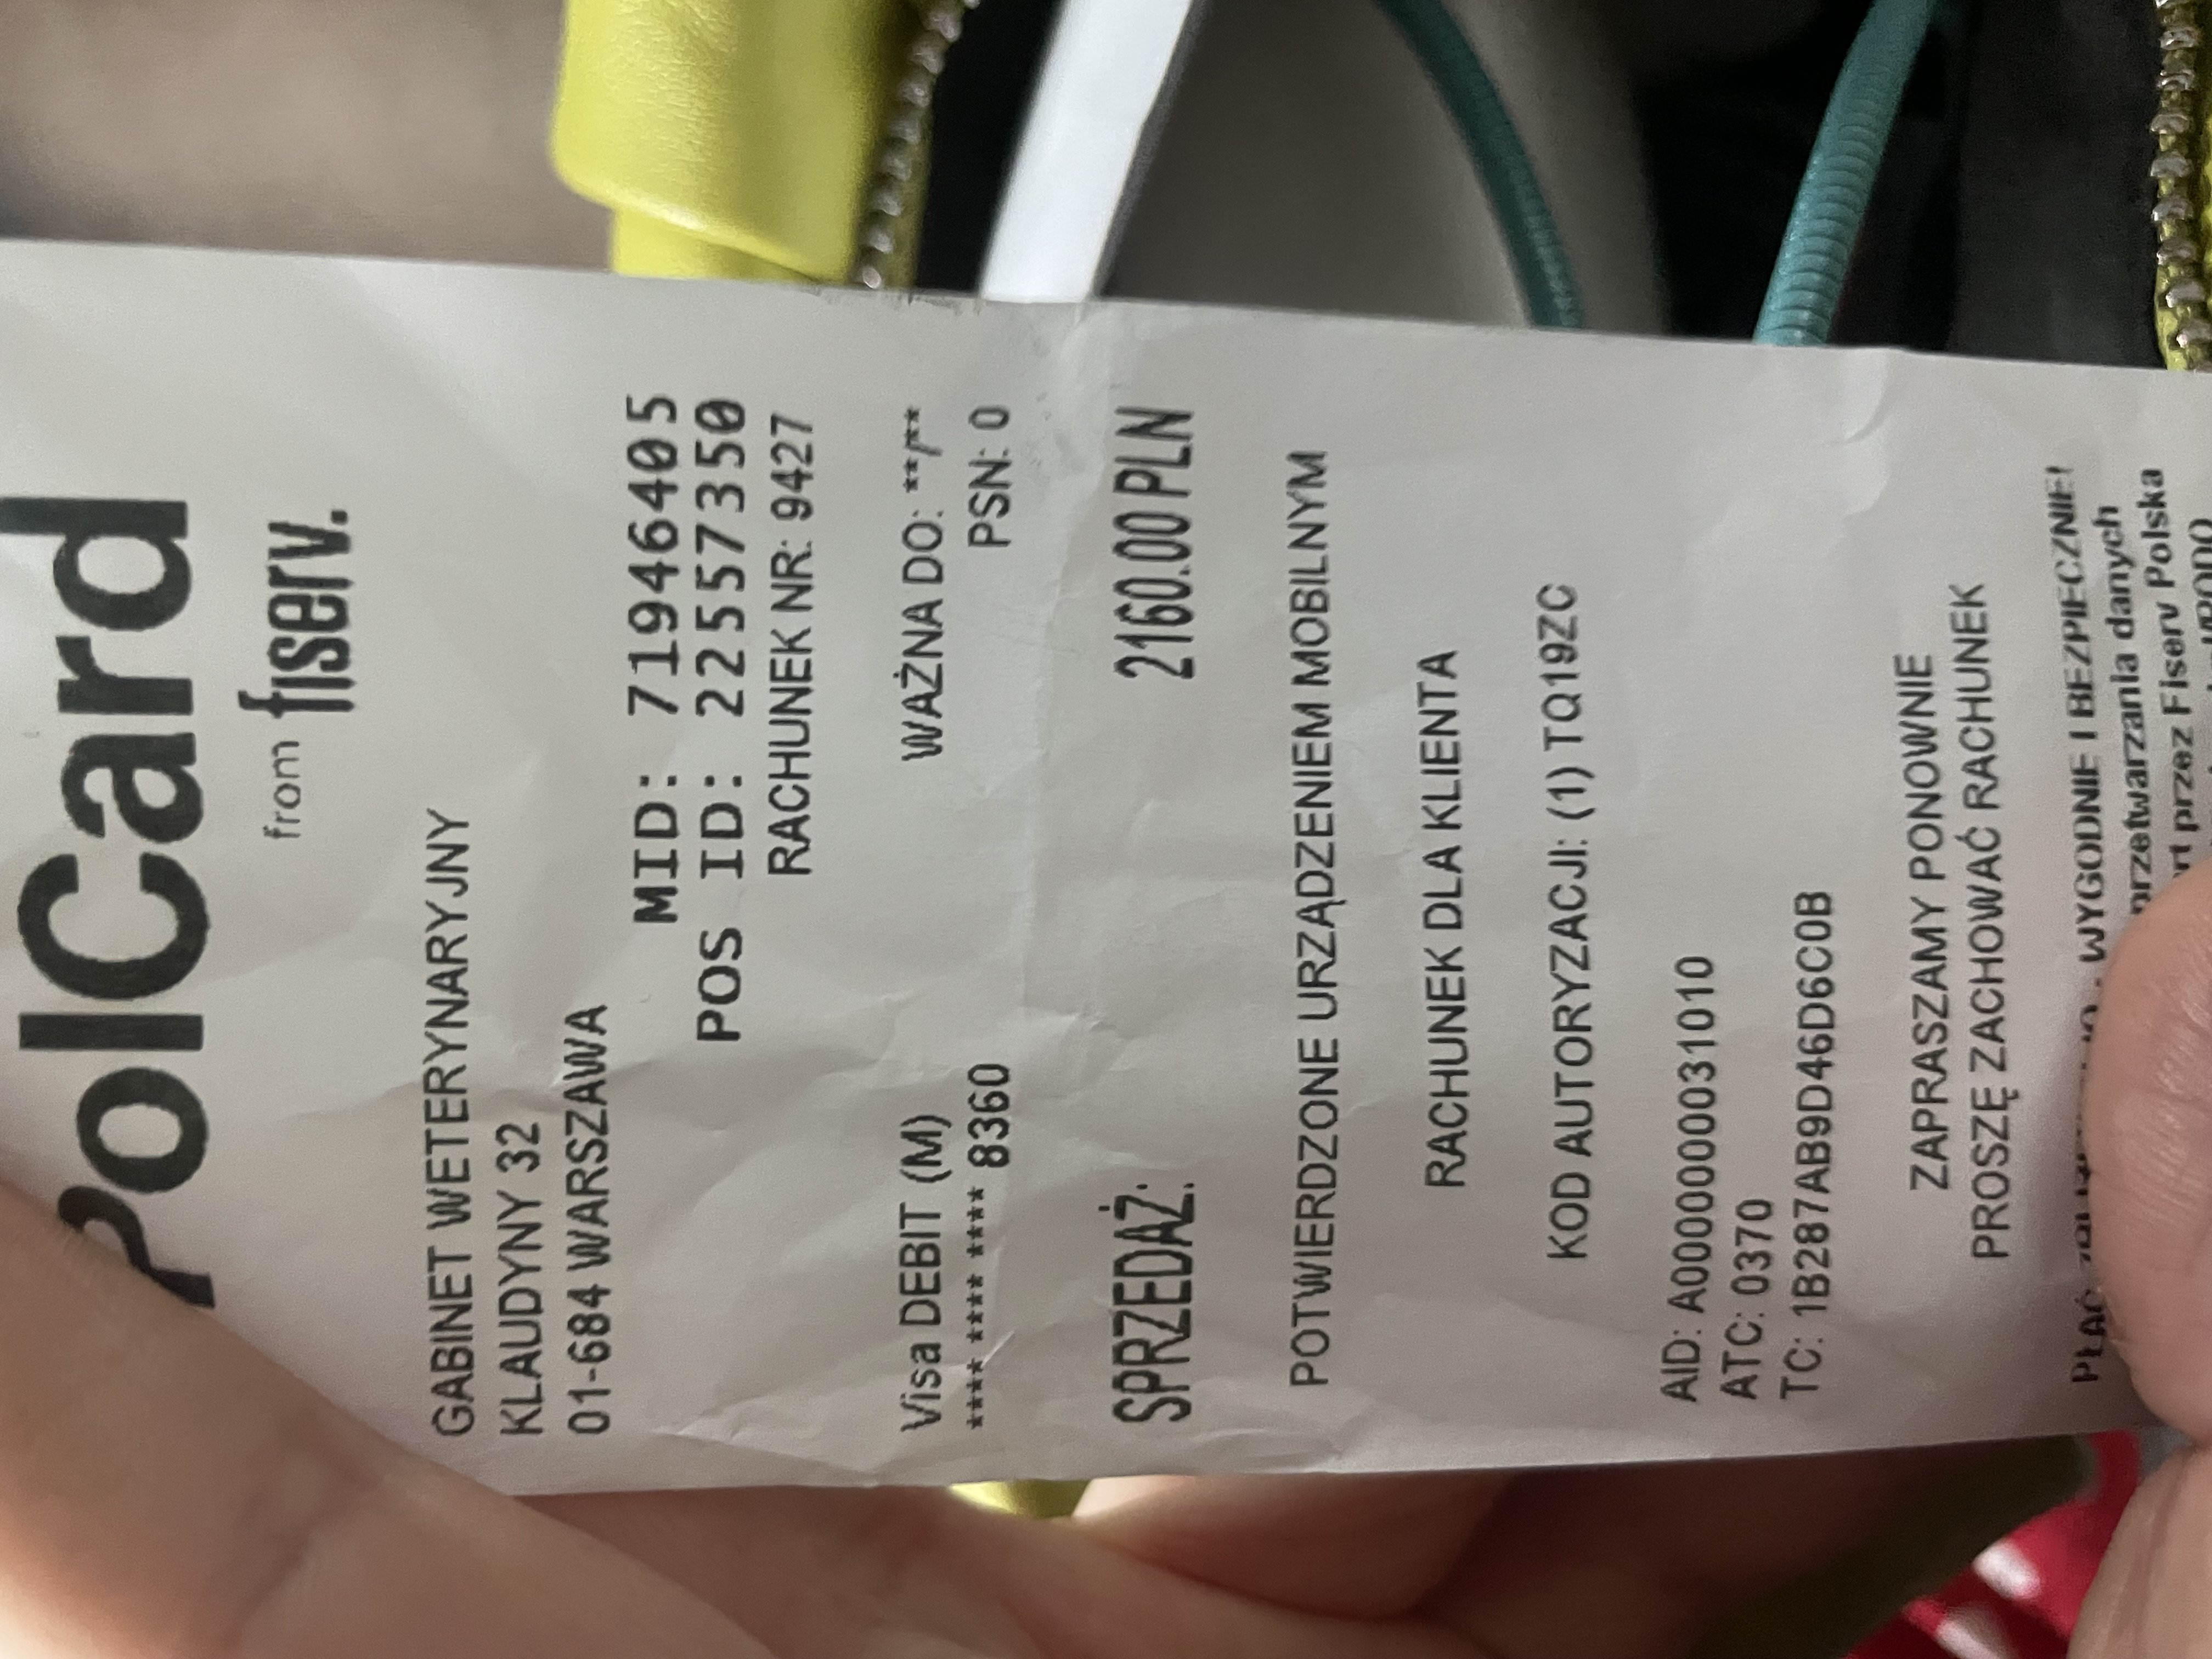 PolCard
from fiserv.
GABINET WETERYNARYJNY
KLAUDYNY 32
01-684 WARSZAWA
MID: 71946405
POS ID: 22557350
RACHUNEK NR: 9427
Visa DEBIT (M) WAŻNA DO: **/**
**** **** **** 8360 PSN: 0
SPRZEDAŻ: 2160.00 PLN
POTWIERDZONE URZĄDZENIEM MOBILNYM
RACHUNEK DLA KLIENTA
KOD AUTORYZACJI: (1) TQ19ZC
AID: A0000000031010
ATC: 0370
TC: 1B287AB9D46D6C0B
ZAPRASZAMY PONOWNIE
PROSZĘ ZACHOWAĆ RACHUNEK
PŁAĆ WYGODNIE I BEZPIECZNIE!
przetwarzania danych
przez Fiserv Polska